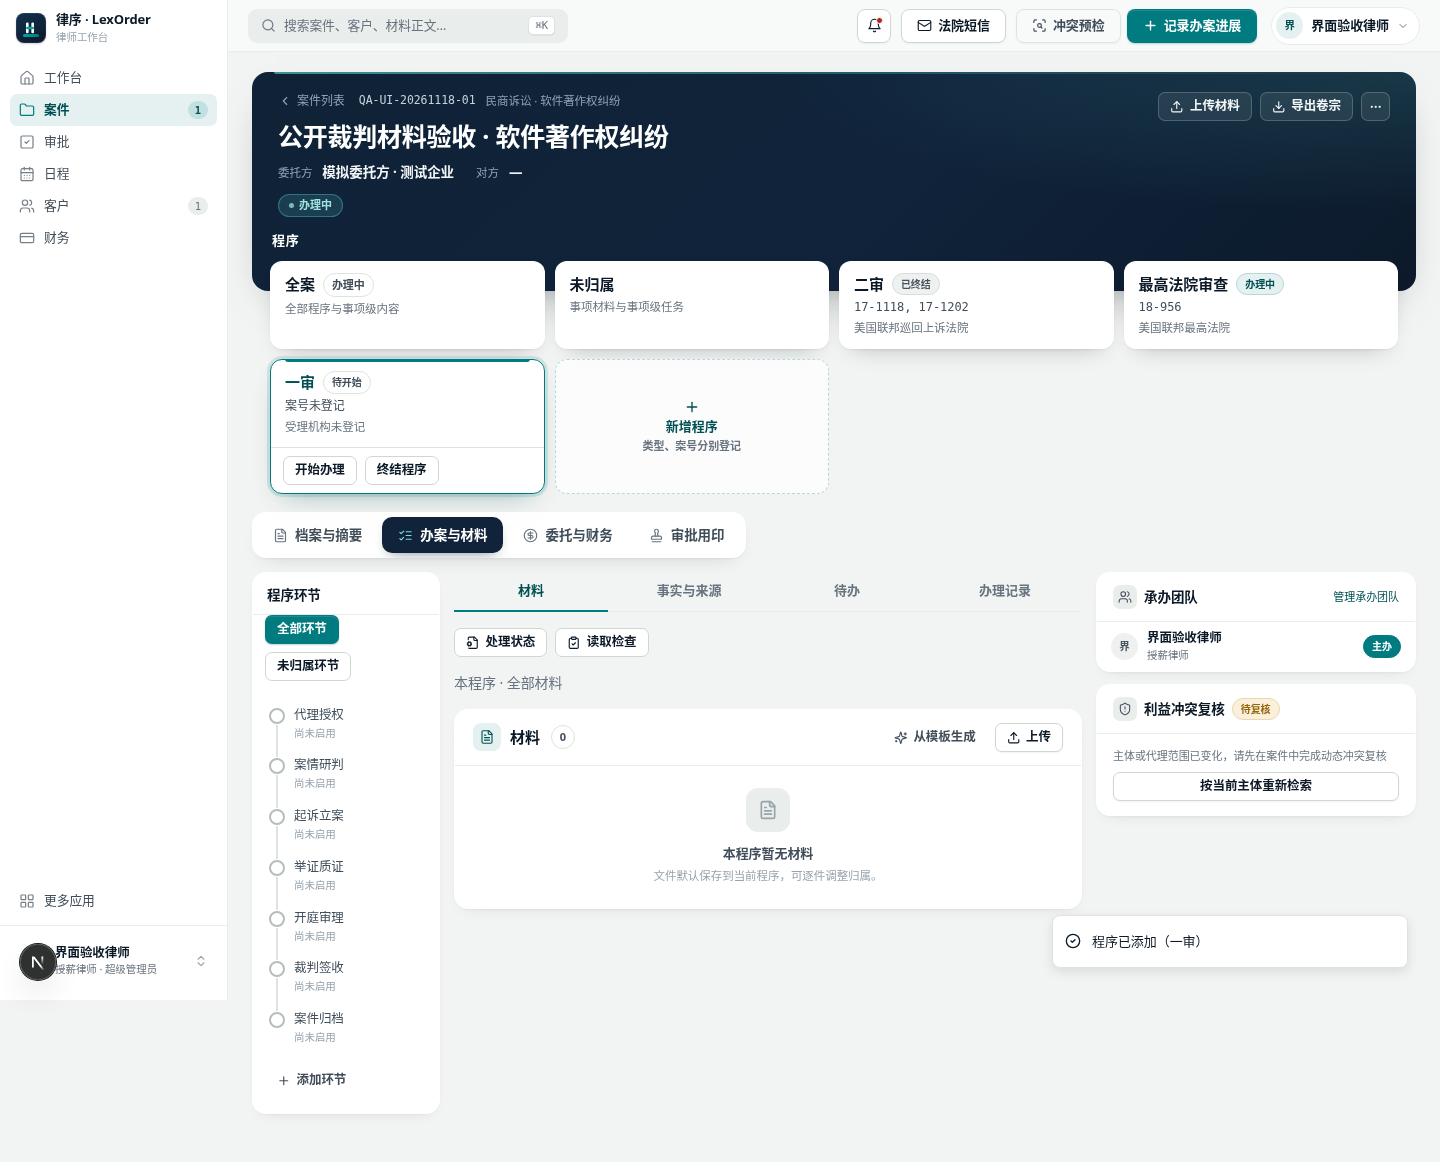 律序 · LexOrder
律师工作台
搜索案件、客户、材料正文...
⌘K
法院短信
冲突预检
记录办案进展
界
界面验收律师
工作台
案件
1
审批
日程
客户
1
财务
更多应用
N
界面验收律师
授薪律师 · 超级管理员
案件列表
QA-UI-20261118-01
民商诉讼 · 软件著作权纠纷
上传材料
导出卷宗
公开裁判材料验收 · 软件著作权纠纷
委托方
模拟委托方 · 测试企业
对方
—
办理中
程序
全案
办理中
全部程序与事项级内容
未归属
事项材料与事项级任务
二审
已终结
17-1118, 17-1202
美国联邦巡回上诉法院
最高法院审查
办理中
18-956
美国联邦最高法院
一审
待开始
案号未登记
受理机构未登记
开始办理
终结程序
新增程序
类型、案号分别登记
档案与摘要
办案与材料
委托与财务
审批用印
程序环节
全部环节
未归属环节
代理授权
尚未启用
案情研判
尚未启用
起诉立案
尚未启用
举证质证
尚未启用
开庭审理
尚未启用
裁判签收
尚未启用
案件归档
尚未启用
添加环节
材料
事实与来源
待办
办理记录
处理状态
读取检查
本程序 · 全部材料
材料
0
从模板生成
上传
本程序暂无材料
文件默认保存到当前程序，可逐件调整归属。
承办团队
管理承办团队
界
界面验收律师
授薪律师
主办
利益冲突复核
待复核
主体或代理范围已变化，请先在案件中完成动态冲突复核
按当前主体重新检索
程序已添加（一审）